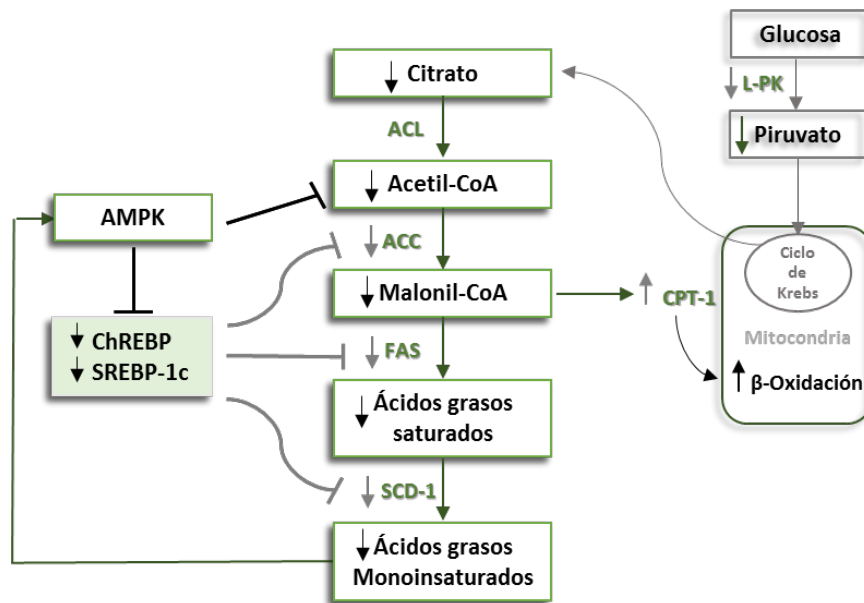 Glucosa
L-PK
Piruvato
Ciclo
de
Krebs
Mitocondria
↑ β-Oxidación
↓ Citrato
ACL
↓ Acetil-CoA
↓ ACC
↓ Malonil-CoA
↑ CPT-1
↓ FAS
↓ Ácidos grasos
saturados
↓ SCD-1
↓ Ácidos grasos
Monoinsaturados
AMPK
↓ ChREBP
↓ SREBP-1c